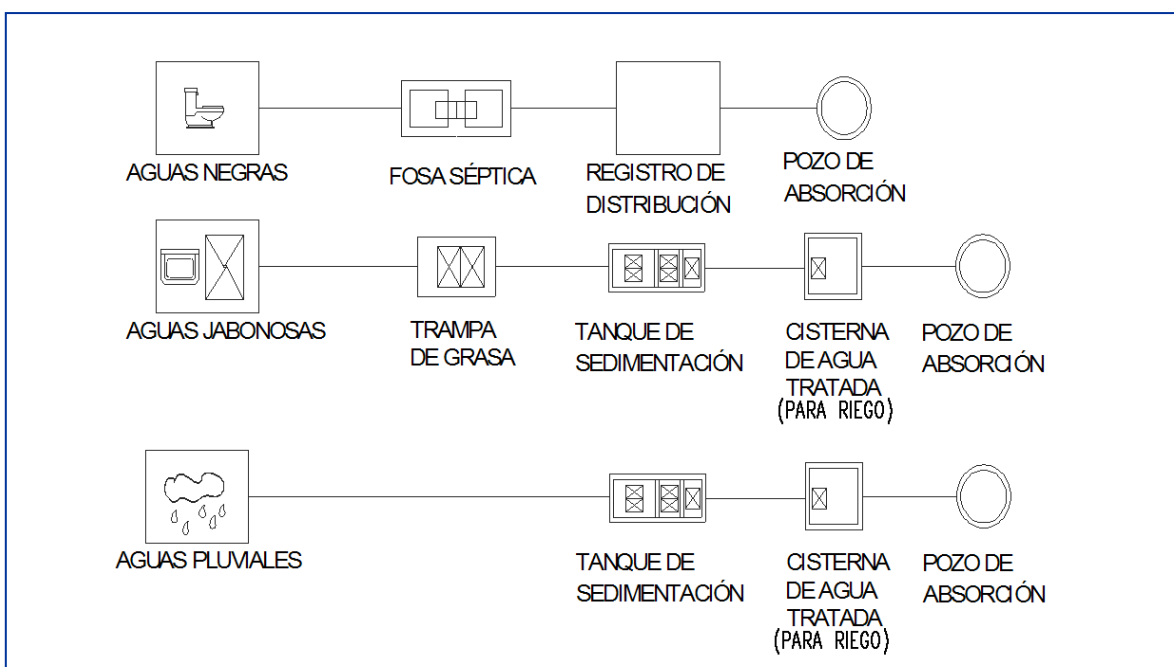 AGUAS NEGRAS
FOSA SÉPTICA
REGISTRO DE
DISTRIBUCIÓN
POZO DE
ABSORCIÓN
AGUAS JABONOSAS
TRAMPA
DE GRASA
TANQUE DE
SEDIMENTACIÓN
CISTERNA
DE AGUA
TRATADA
(PARA RIEGO)
POZO DE
ABSORCIÓN
AGUAS PLUVIALES
TANQUE DE
SEDIMENTACIÓN
CISTERNA
DE AGUA
TRATADA
(PARA RIEGO)
POZO DE
ABSORCIÓN